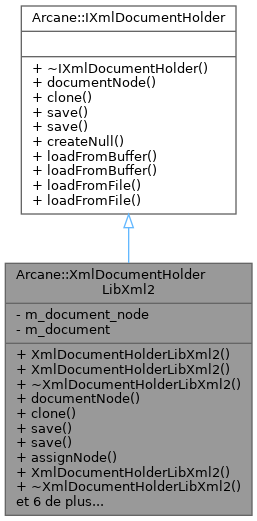 Arcane::IXmlDocumentHolder
+ ~IXmlDocumentHolder()
+ documentNode()
+ clone()
+ save()
+ save()
+ createNull()
+ loadFromBuffer()
+ loadFromBuffer()
+ loadFromFile()
+ loadFromFile()
Arcane::XmlDocumentHolder
LibXml2
- m_document_node
- m_document
+ XmlDocumentHolderLibXml2()
+ XmlDocumentHolderLibXml2()
+ ~XmlDocumentHolderLibXml2()
+ documentNode()
+ clone()
+ save()
+ save()
+ assignNode()
+ XmlDocumentHolderLibXml2()
+ ~XmlDocumentHolderLibXml2()
et 6 de plus...